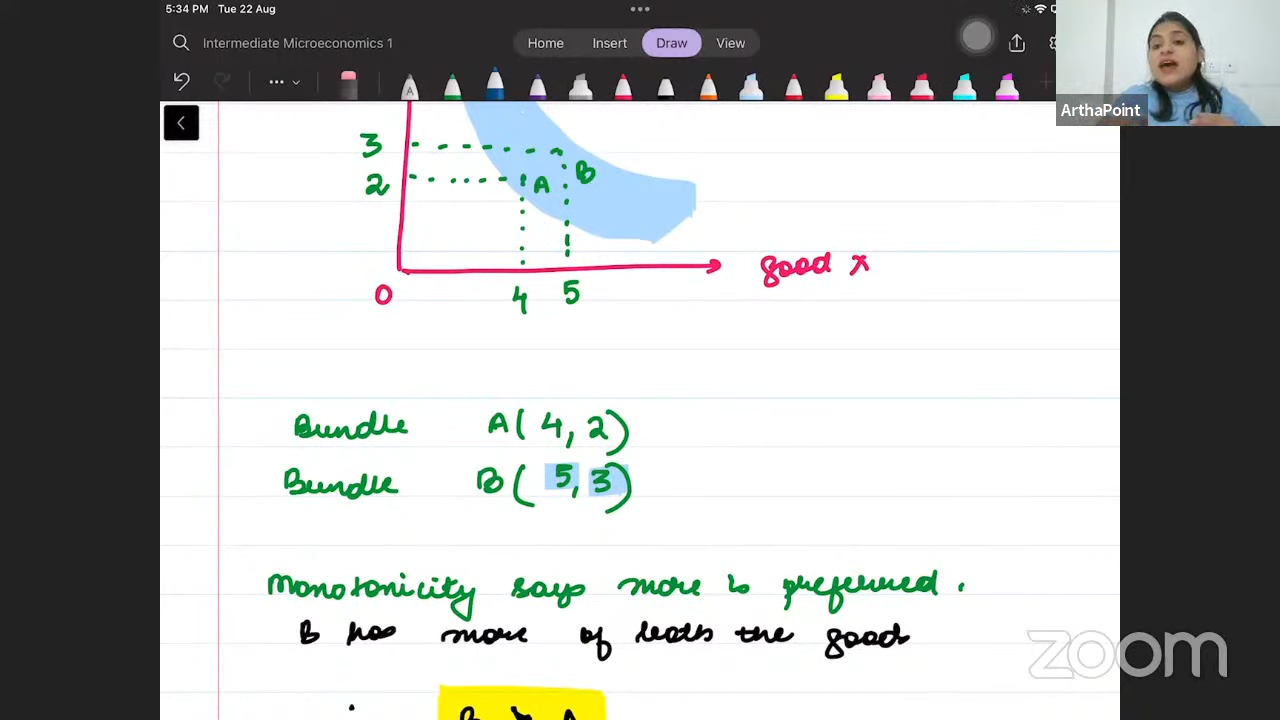 5:34 PM Tue 22 Aug
Intermediate Microeconomics 1
Home Insert Draw View
A
ArthaPoint
3
2
A
B
good x
0
4 5
Bundle A(4, 2)
Bundle B(5, 3)
Monotonicity says more is preferred.
B has more of both the goods
B A
zoom